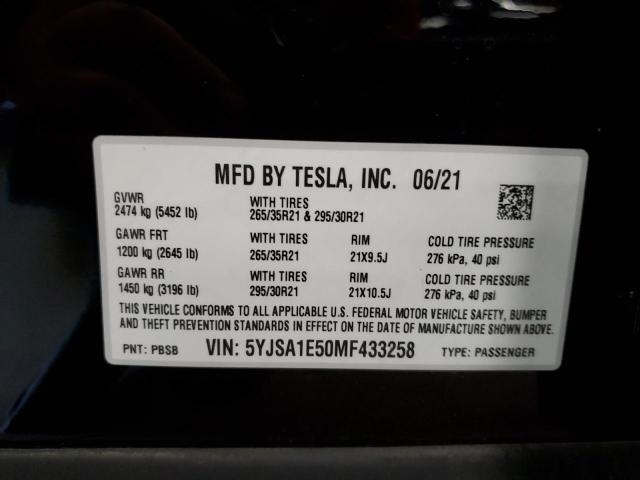 MFD BY TESLA, INC. 06/21
GVWR WITH TIRES
2474 kg (5452 lb) 265/35R21 & 295/30R21
GAWR FRT WITH TIRES RIM COLD TIRE PRESSURE
1200 kg (2645 lb) 265/35R21 21X9.5J 276 kPa, 40 psi
GAWR RR WITH TIRES RIM COLD TIRE PRESSURE
1450 kg (3196 lb) 295/30R21 21X10.5J 276 kPa, 40 psi
THIS VEHICLE CONFORMS TO ALL APPLICABLE U.S. FEDERAL MOTOR VEHICLE SAFETY, BUMPER
AND THEFT PREVENTION STANDARDS IN EFFECT ON THE DATE OF MANUFACTURE SHOWN ABOVE.
PNT: PBSB VIN: 5YJSA1E50MF433258 TYPE: PASSENGER